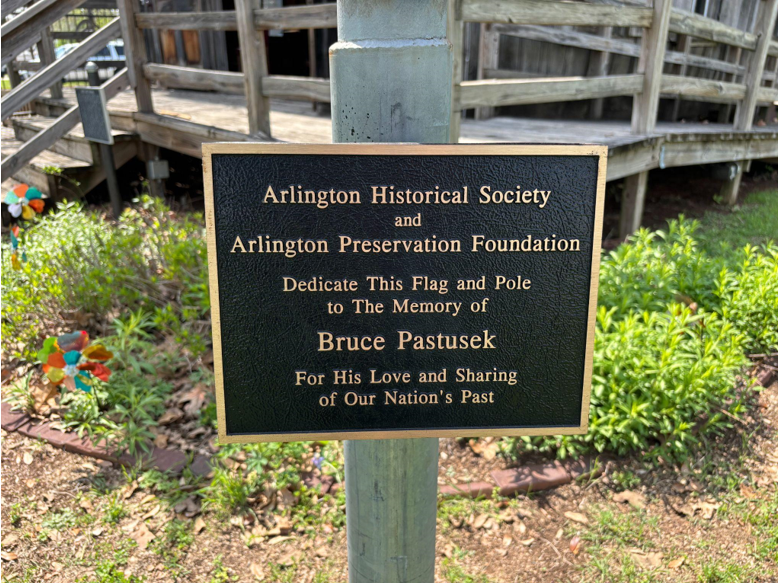 Arlington Historical Society
and
Arlington Preservation Foundation
Dedicate This Flag and Pole
to The Memory of
Bruce Pastusek
For His Love and Sharing
of Our Nation's Past